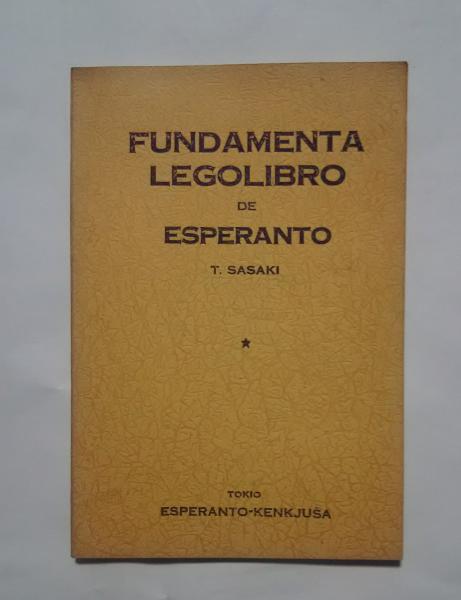 FUNDAMENTA
LEGOLIBRO
DE
ESPERANTO
T. SASAKI
TOKIO
ESPERANTO-KENKJUŜA